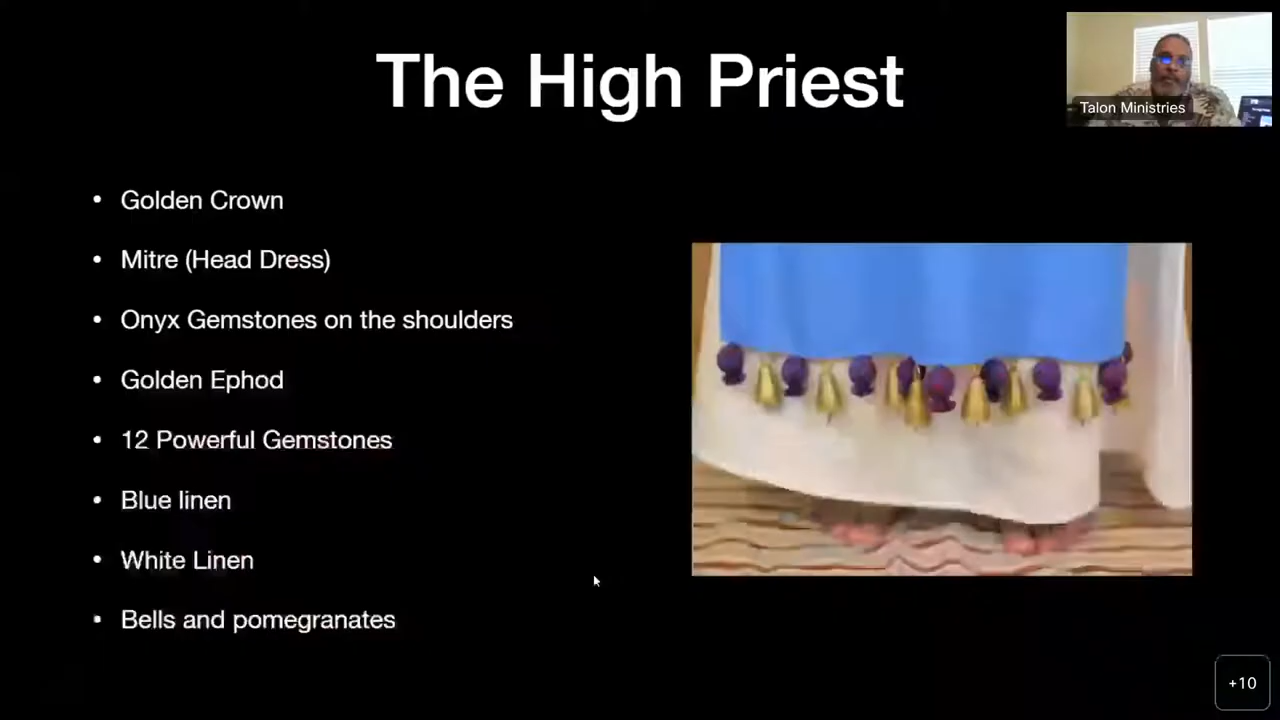 The High Priest
Talon Ministries
• Golden Crown
• Mitre (Head Dress)
• Onyx Gemstones on the shoulders
• Golden Ephod
• 12 Powerful Gemstones
• Blue linen
• White Linen
• Bells and pomegranates
+10